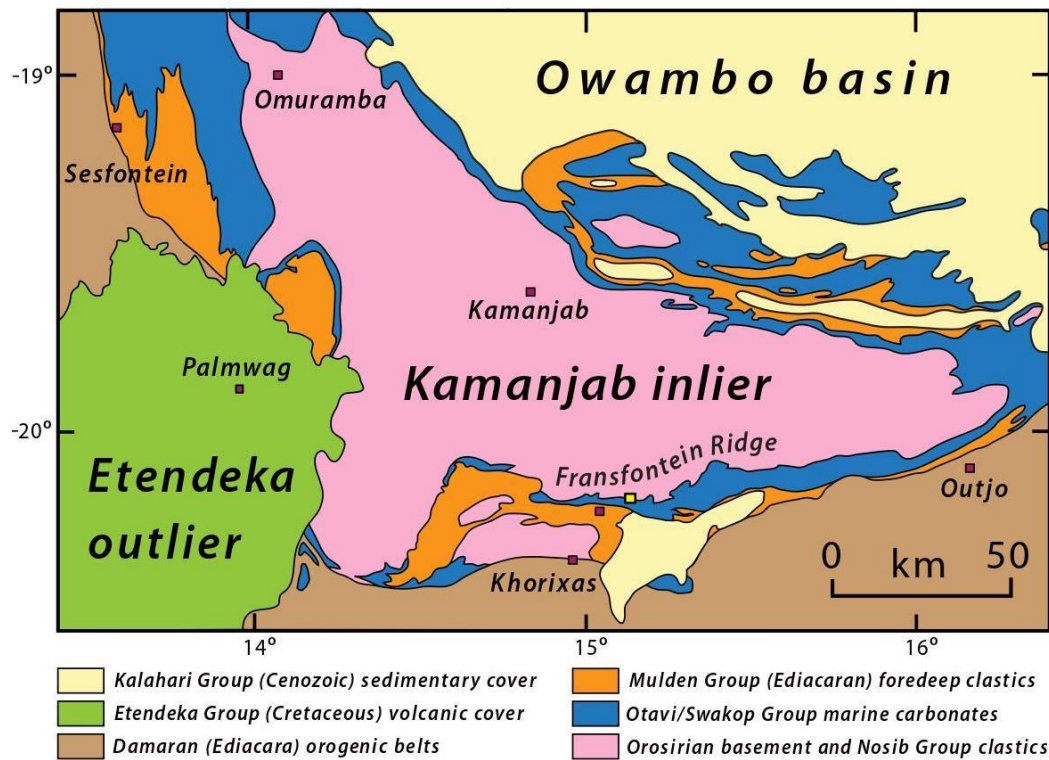 -19°
Owambo basin
Omuramba
Sesfontein
Kamanjab
Palmwag
Kamanjab inlier
-20°
Fransfontein Ridge
Etendeka
outlier
Outjo
Khorixas
0 km 50
14° 15° 16°
Kalahari Group (Cenozoic) sedimentary cover
Etendeka Group (Cretaceous) volcanic cover
Damaran (Ediacara) orogenic belts
Mulden Group (Ediacaran) foredeep clastics
Otavi/Swakop Group marine carbonates
Orosirian basement and Nosib Group clastics